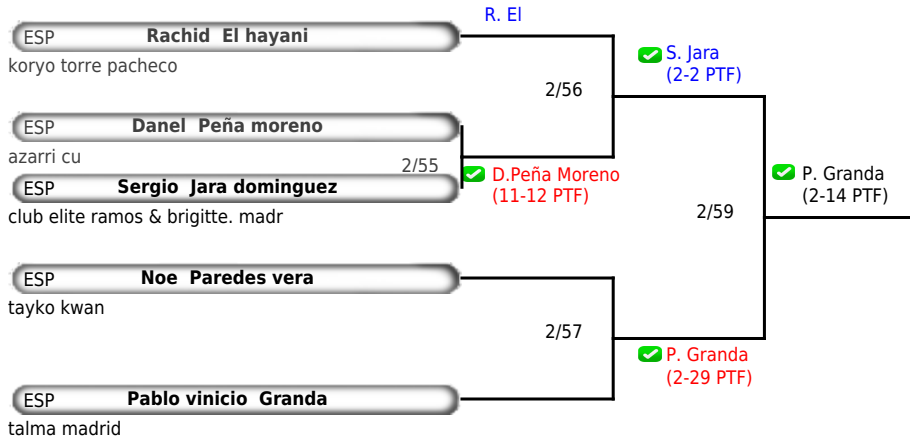 R. El
ESP Rachid El hayani
koryo torre pacheco
S. Jara
(2-2 PTF)
2/56
ESP Danel Peña moreno
azarri cu
2/55
D.Peña Moreno
(11-12 PTF)
ESP Sergio Jara dominguez
club elite ramos & brigitte. madr
P. Granda
(2-14 PTF)
2/59
ESP Noe Paredes vera
tayko kwan
2/57
P. Granda
(2-29 PTF)
ESP Pablo vinicio Granda
talma madrid